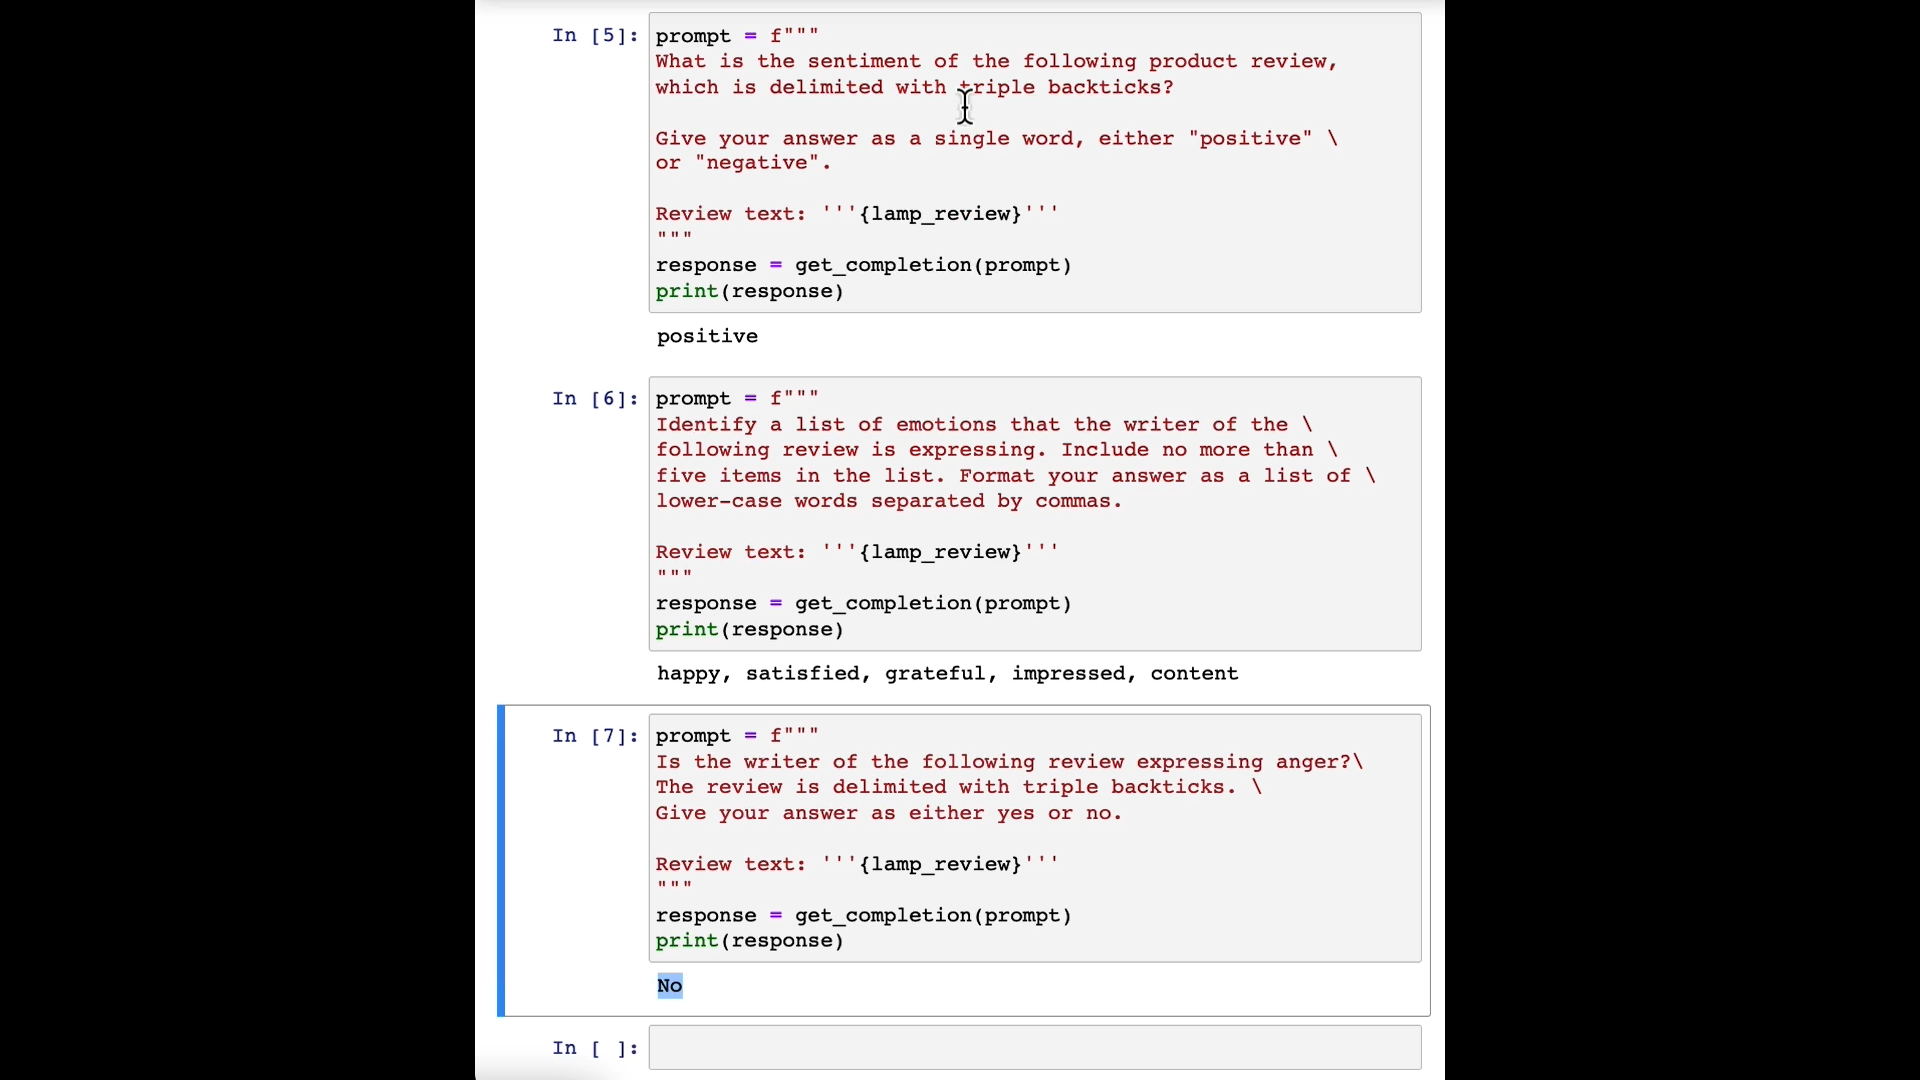 In [5]: prompt = f"""
What is the sentiment of the following product review,
which is delimited with triple backticks?
Give your answer as a single word, either "positive" \
or "negative".
Review text: '''{lamp_review}'''
"""
response = get_completion(prompt)
print(response)
positive
In [6]: prompt = f"""
Identify a list of emotions that the writer of the \
following review is expressing. Include no more than \
five items in the list. Format your answer as a list of \
lower-case words separated by commas.
Review text: '''{lamp_review}'''
"""
response = get_completion(prompt)
print(response)
happy, satisfied, grateful, impressed, content
In [7]: prompt = f"""
Is the writer of the following review expressing anger?\
The review is delimited with triple backticks. \
Give your answer as either yes or no.
Review text: '''{lamp_review}'''
"""
response = get_completion(prompt)
print(response)
No
In [ ]: